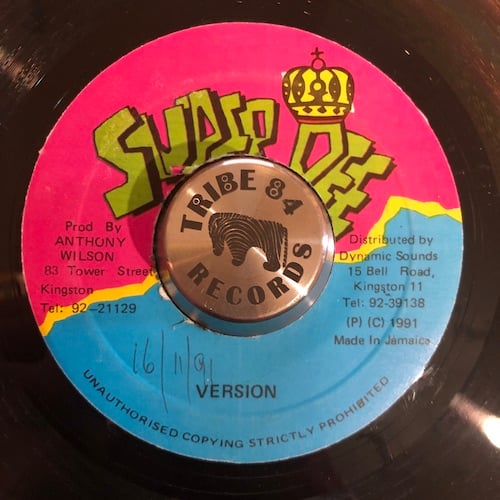 SUPER DEE
TRIBE 84
RECORDS
Prod By
ANTHONY
WILSON
83 Tower Street
Kingston
Tel: 92-21129
Distributed by
Dynamic Sounds
15 Bell Road,
Kingston 11
Tel: 92-39138
(P) (C) 1991
Made In Jamaica
16/11/91
VERSION
UNAUTHORISED COPYING STRICTLY PROHIBITED